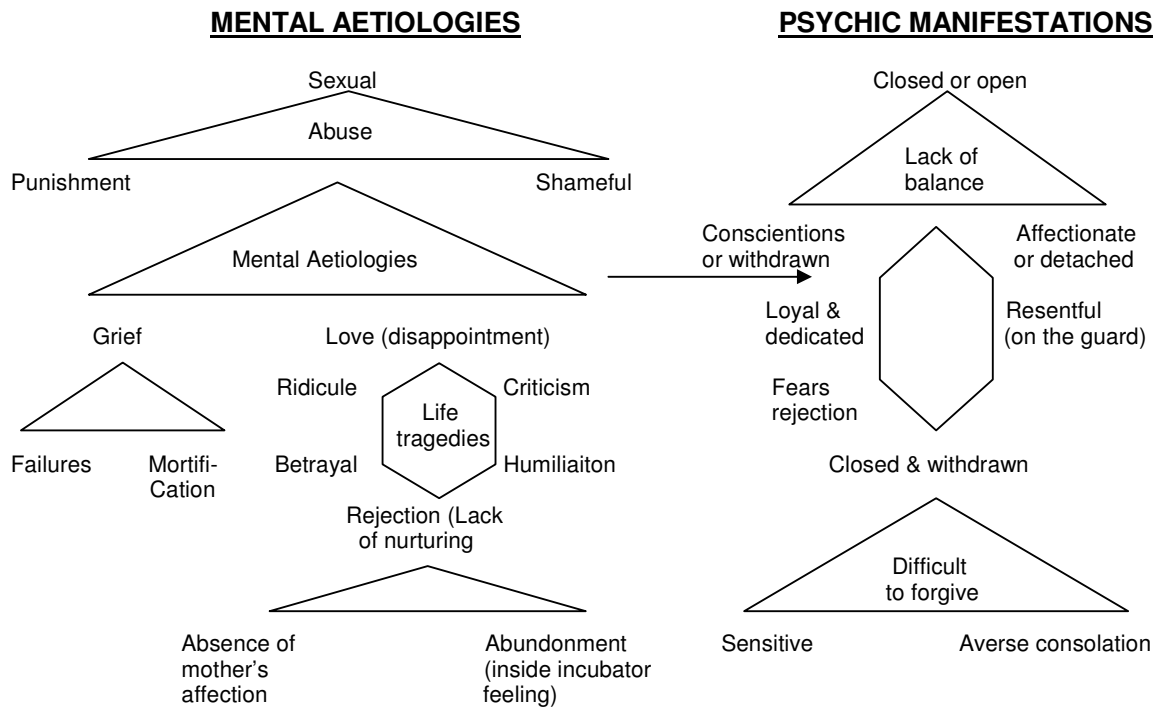 MENTAL AETIOLOGIES
PSYCHIC MANIFESTATIONS
Sexual
Abuse
Punishment
Shameful
Mental Aetiologies
Grief
Failures
Mortifi-
Cation
Love (disappointment)
Ridicule
Criticism
Life
tragedies
Betrayal
Humiliaiton
Rejection (Lack
of nurturing
Absence of
mother's
affection
Abundonment
(inside incubator
feeling)
Closed or open
Lack of
balance
Conscientions
or withdrawn
Affectionate
or detached
Loyal &
dedicated
Resentful
(on the guard)
Fears
rejection
Closed & withdrawn
Difficult
to forgive
Sensitive
Averse consolation